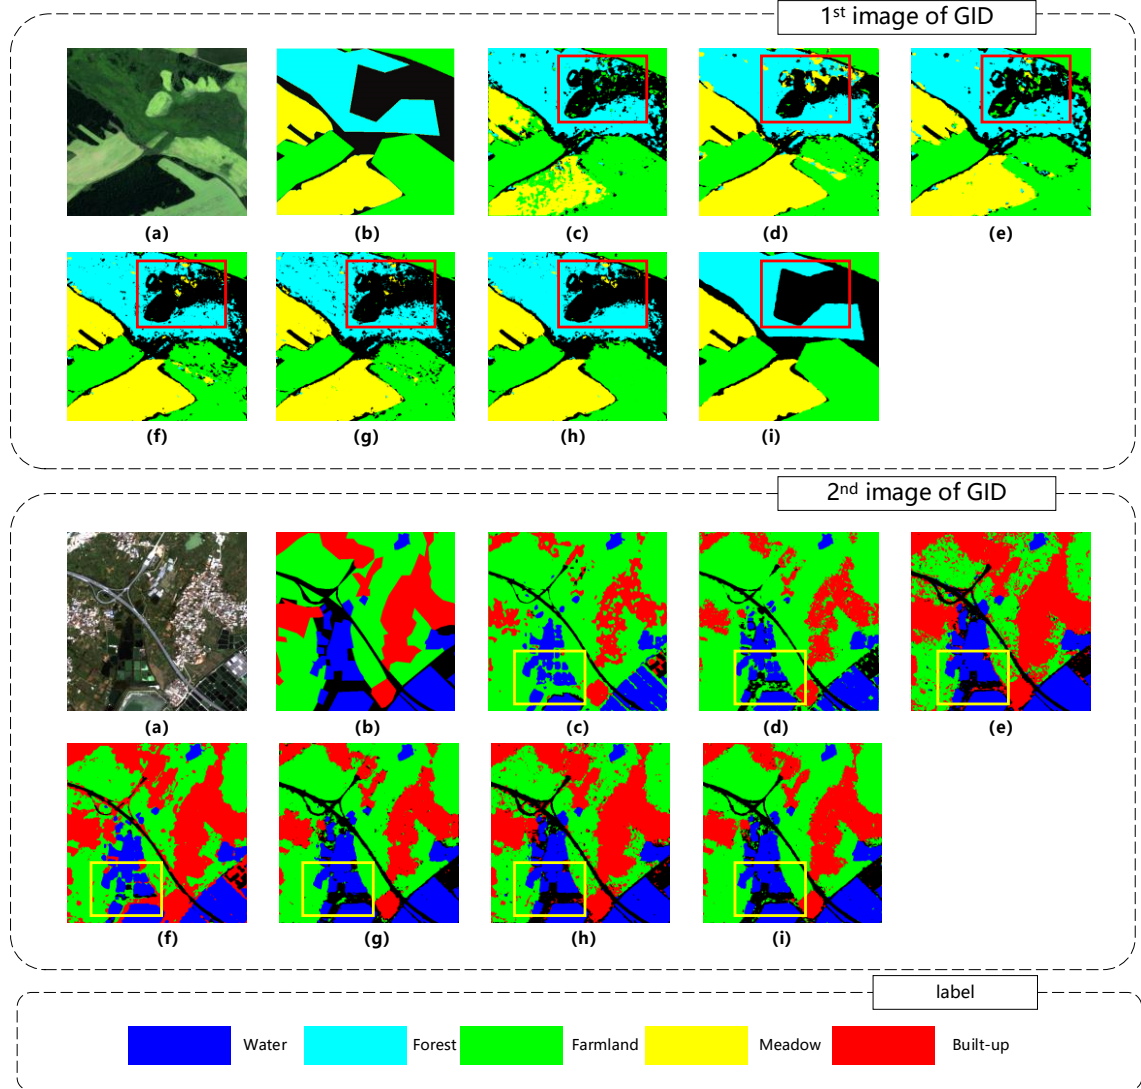 1st image of GID
(a) (b) (c) (d) (e)
(f) (g) (h) (i)
2nd image of GID
(a) (b) (c) (d) (e)
(f) (g) (h) (i)
label
Water Forest Farmland Meadow Built-up